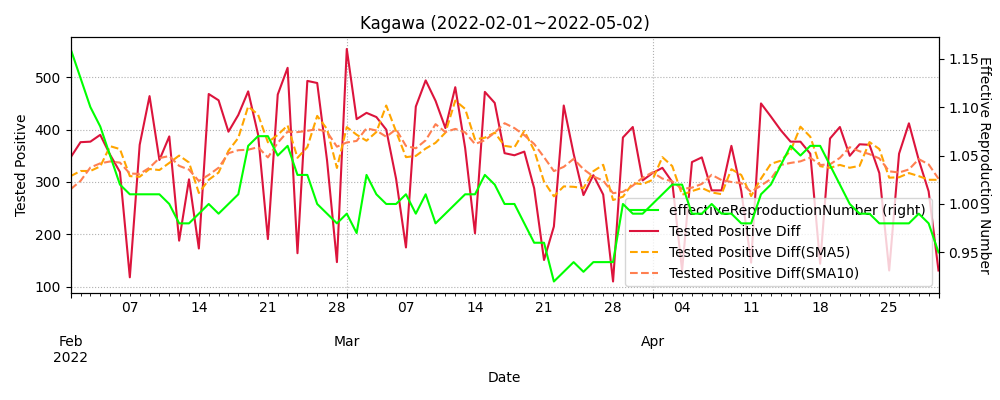 Kagawa (2022-02-01~2022-05-02)
Tested Positive
500
400
300
200
100
1.15
1.10
1.05
1.00
0.95
Effective Reproduction Number
effectiveReproductionNumber (right)
Tested Positive Diff
Tested Positive Diff(SMA5)
Tested Positive Diff(SMA10)
07 14 21 28 07 14 21 28 04 11 18 25
Feb Mar Apr
2022
Date